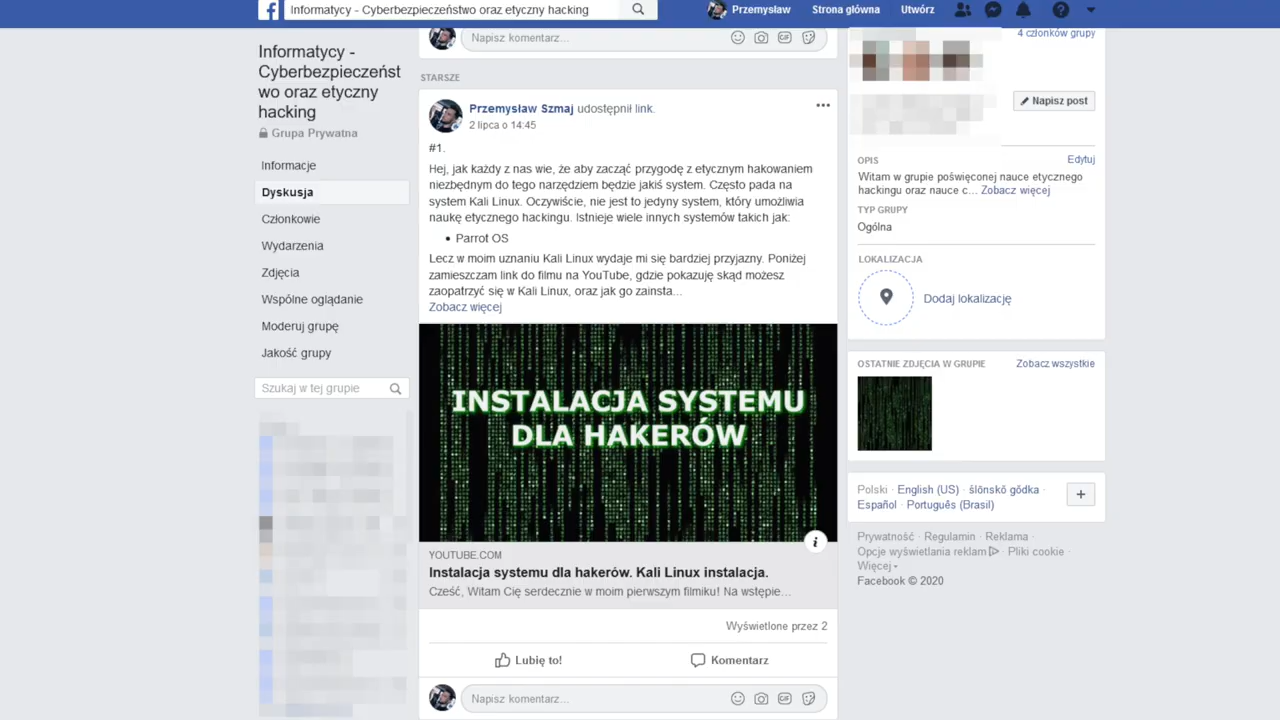 Informatycy - Cyberbezpieczeństwo oraz etyczny hacking
Przemysław
Strona główna
Utwórz
Informatycy -
Cyberbezpieczeńst
wo oraz etyczny
hacking
Grupa Prywatna
Informacje
Dyskusja
Członkowie
Wydarzenia
Zdjęcia
Wspólne oglądanie
Moderuj grupę
Jakość grupy
Szukaj w tej grupie
Napisz komentarz...
GIF
STARSZE
Przemysław Szmaj udostępnił link.
2 lipca o 14:45
#1.
Hej, jak każdy z nas wie, że aby zacząć przygodę z etycznym hakowaniem
niezbędnym do tego narzędziem będzie jakiś system. Często pada na
system Kali Linux. Oczywiście, nie jest to jedyny system, który umożliwia
naukę etycznego hackingu. Istnieje wiele innych systemów takich jak:
• Parrot OS
Lecz w moim uznaniu Kali Linux wydaje mi się bardziej przyjazny. Poniżej
zamieszczam link do filmu na YouTube, gdzie pokazuję skąd możesz
zaopatrzyć się w Kali Linux, oraz jak go zainsta...
Zobacz więcej
INSTALACJA SYSTEMU
DLA HAKERÓW
YOUTUBE.COM
Instalacja systemu dla hakerów. Kali Linux instalacja.
Cześć, Witam Cię serdecznie w moim pierwszym filmiku! Na wstępie...
Wyświetlone przez 2
Lubię to!
Komentarz
Napisz komentarz...
GIF
4 członków grupy
Napisz post
OPIS
Edytuj
Witam w grupie poświęconej nauce etycznego
hackingu oraz nauce c... Zobacz więcej
TYP GRUPY
Ogólna
LOKALIZACJA
Dodaj lokalizację
OSTATNIE ZDJĘCIA W GRUPIE
Zobacz wszystkie
Polski · English (US) · ślōnskŏ gŏdka ·
Español · Português (Brasil)
Prywatność · Regulamin · Reklama ·
Opcje wyświetlania reklam · Pliki cookie ·
Więcej
Facebook © 2020